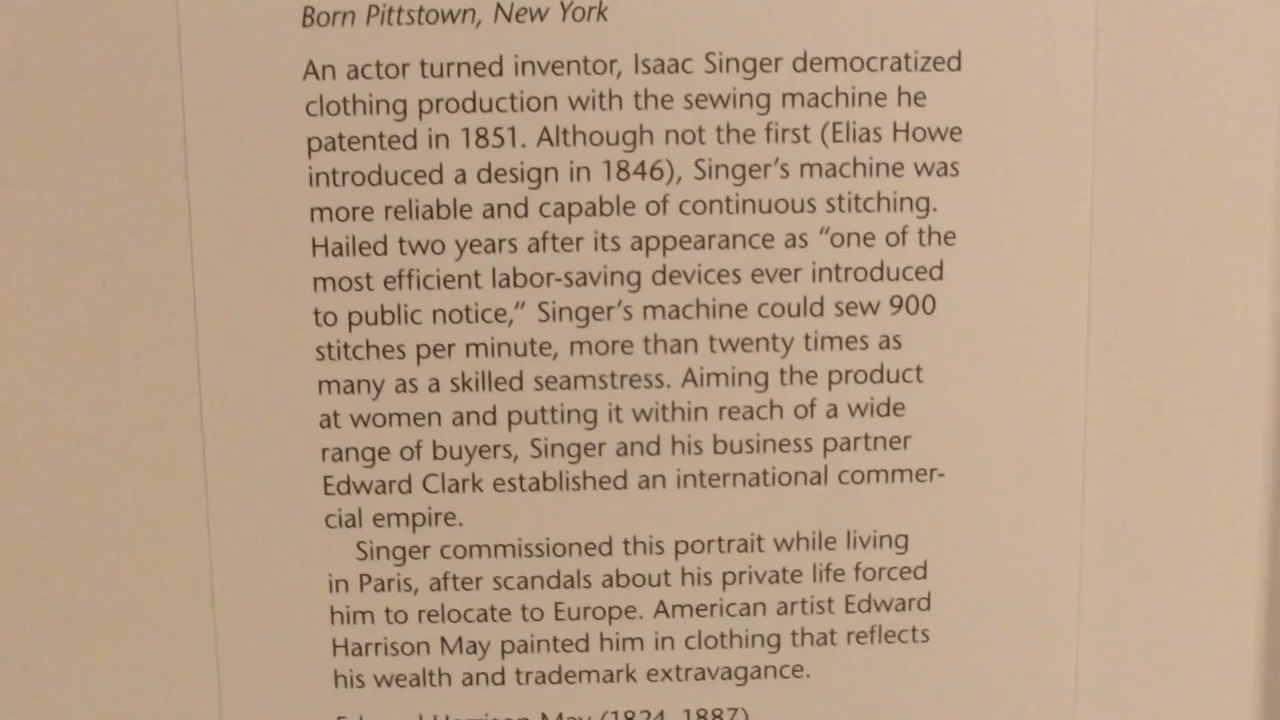 Born Pittstown, New York
An actor turned inventor, Isaac Singer democratized
clothing production with the sewing machine he
patented in 1851. Although not the first (Elias Howe
introduced a design in 1846), Singer's machine was
more reliable and capable of continuous stitching.
Hailed two years after its appearance as “one of the
most efficient labor-saving devices ever introduced
to public notice,” Singer's machine could sew 900
stitches per minute, more than twenty times as
many as a skilled seamstress. Aiming the product
at women and putting it within reach of a wide
range of buyers, Singer and his business partner
Edward Clark established an international commer-
cial empire.
Singer commissioned this portrait while living
in Paris, after scandals about his private life forced
him to relocate to Europe. American artist Edward
Harrison May painted him in clothing that reflects
his wealth and trademark extravagance.
Edward Harrison May (1824–1887)